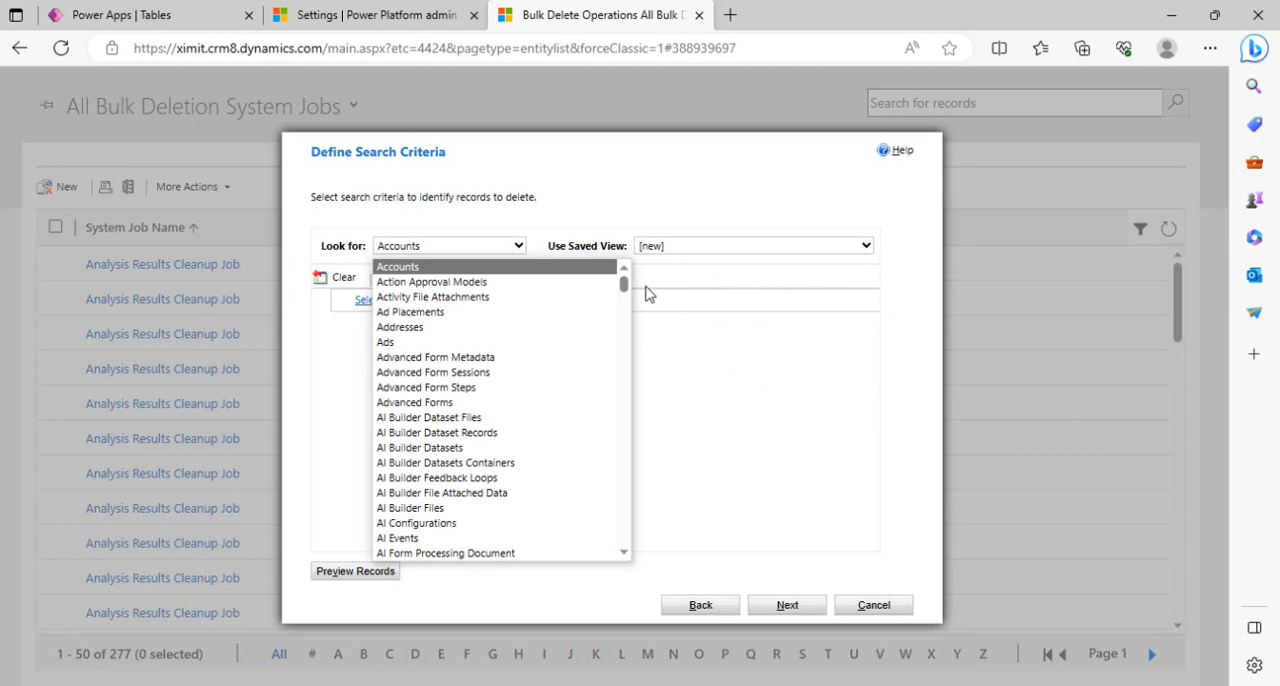 Power Apps | Tables
Settings | Power Platform admin
Bulk Delete Operations All Bulk D
https://ximit.crm8.dynamics.com/main.aspx?etc=4424&pagetype=entitylist&forceClassic=1#388939697
All Bulk Deletion System Jobs
Search for records
New
More Actions
System Job Name
Analysis Results Cleanup Job
Analysis Results Cleanup Job
Analysis Results Cleanup Job
Analysis Results Cleanup Job
Analysis Results Cleanup Job
Analysis Results Cleanup Job
Analysis Results Cleanup Job
Analysis Results Cleanup Job
Analysis Results Cleanup Job
Analysis Results Cleanup Job
Analysis Results Cleanup Job
Define Search Criteria
Help
Select search criteria to identify records to delete.
Look for: Accounts
Use Saved View: [new]
Clear
Sele
Accounts
Action Approval Models
Activity File Attachments
Ad Placements
Addresses
Ads
Advanced Form Metadata
Advanced Form Sessions
Advanced Form Steps
Advanced Forms
AI Builder Dataset Files
AI Builder Dataset Records
AI Builder Datasets
AI Builder Datasets Containers
AI Builder Feedback Loops
AI Builder File Attached Data
AI Builder Files
AI Configurations
AI Events
AI Form Processing Document
Preview Records
Back
Next
Cancel
1 - 50 of 277 (0 selected)
All # A B C D E F G H I J K L M N O P Q R S T U V W X Y Z
Page 1